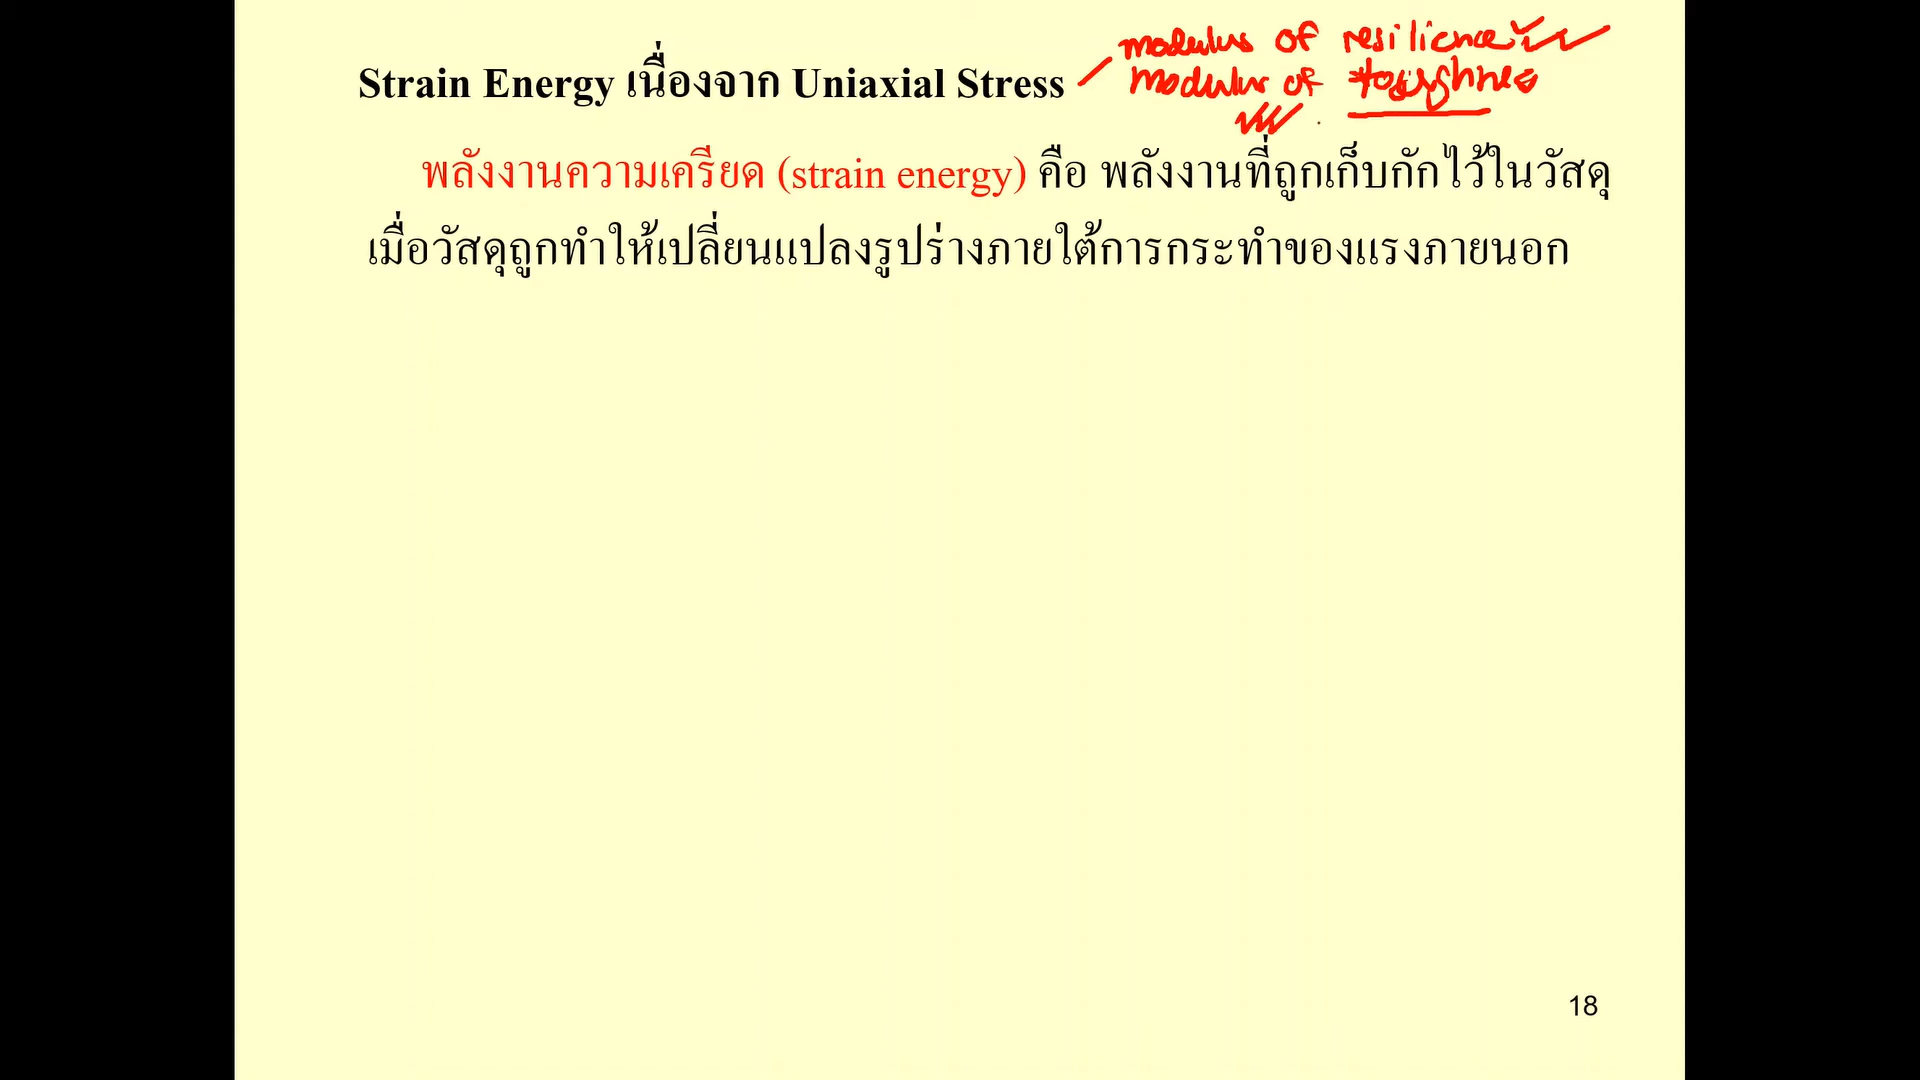 modulus of resilience
Strain Energy เนื่องจาก Uniaxial Stress
modulus of toughness
พลังงานความเครียด (strain energy) คือ พลังงานที่ถูกเก็บกักไว้ในวัสดุ
เมื่อวัสดุถูกทำให้เปลี่ยนแปลงรูปร่างภายใต้การกระทำของแรงภายนอก
18